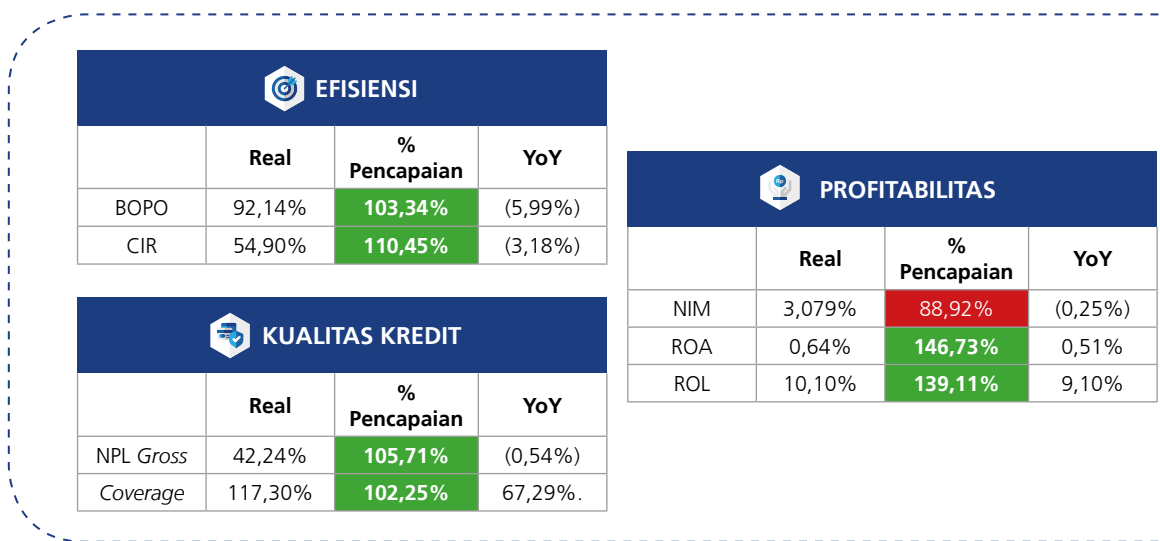 EFISIENSI
Real % Pencapaian YoY
BOPO 92,14% 103,34% (5,99%)
CIR 54,90% 110,45% (3,18%)
KUALITAS KREDIT
Real % Pencapaian YoY
NPL Gross 42,24% 105,71% (0,54%)
Coverage 117,30% 102,25% 67,29%.
Rp PROFITABILITAS
Real % Pencapaian YoY
NIM 3,079% 88,92% (0,25%)
ROA 0,64% 146,73% 0,51%
ROL 10,10% 139,11% 9,10%